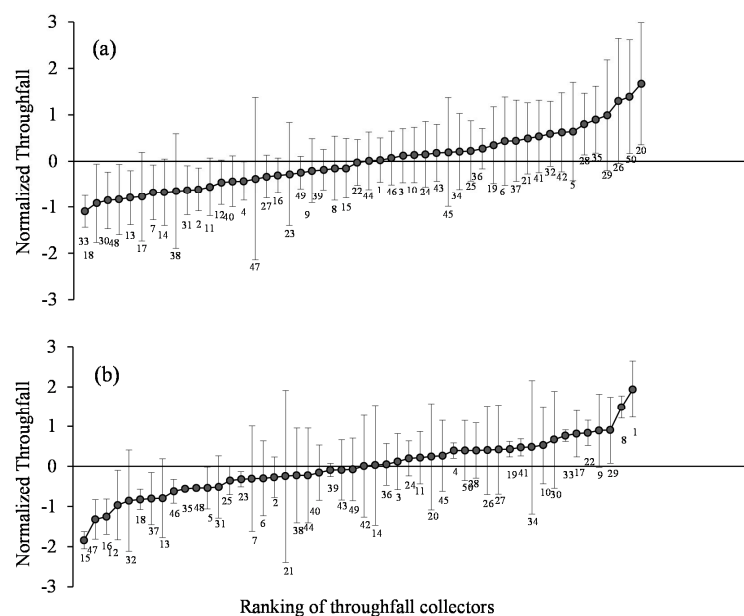 (a)
Normalized Throughfall
3
2
1
0
-1
-2
-3
33 18 30 48 13 17 7 14 38 31 2 11 12 40 4 47 27 16 23 49 9 39 8 15 22 44 1 46 3 10 24 43 45 34 25 36 19 6 37 21 41 32 42 5 28 35 29 26 50 20
(b)
Normalized Throughfall
3
2
1
0
-1
-2
-3
15 47 16 12 32 18 37 13 46 35 48 5 31 25 23 7 6 2 21 38 44 40 39 43 49 42 14 36 3 24 11 20 45 4 50 28 26 27 19 41 34 10 30 33 17 22 9 29 8 1
Ranking of throughfall collectors